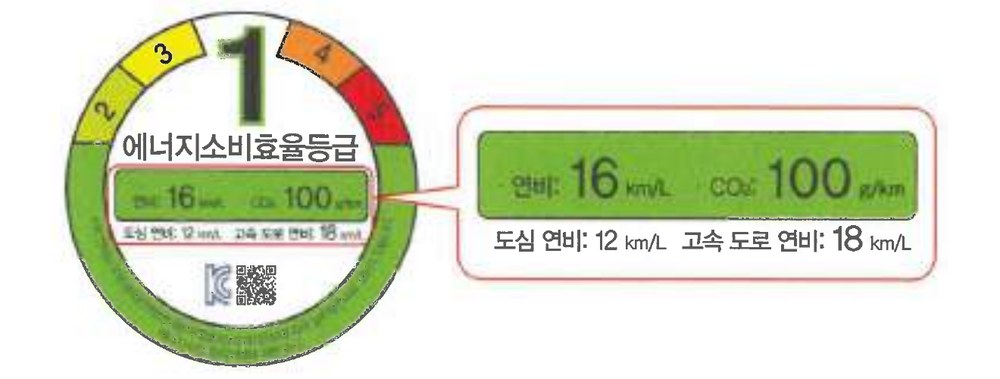 2
3
1
4
5
에너지소비효율등급
연비: 16 km/L CO₂: 100 g/km
도심 연비: 12 km/L 고속 도로 연비: 18 km/L
연비: 16 km/L CO₂: 100 g/km
도심 연비: 12 km/L 고속 도로 연비: 18 km/L